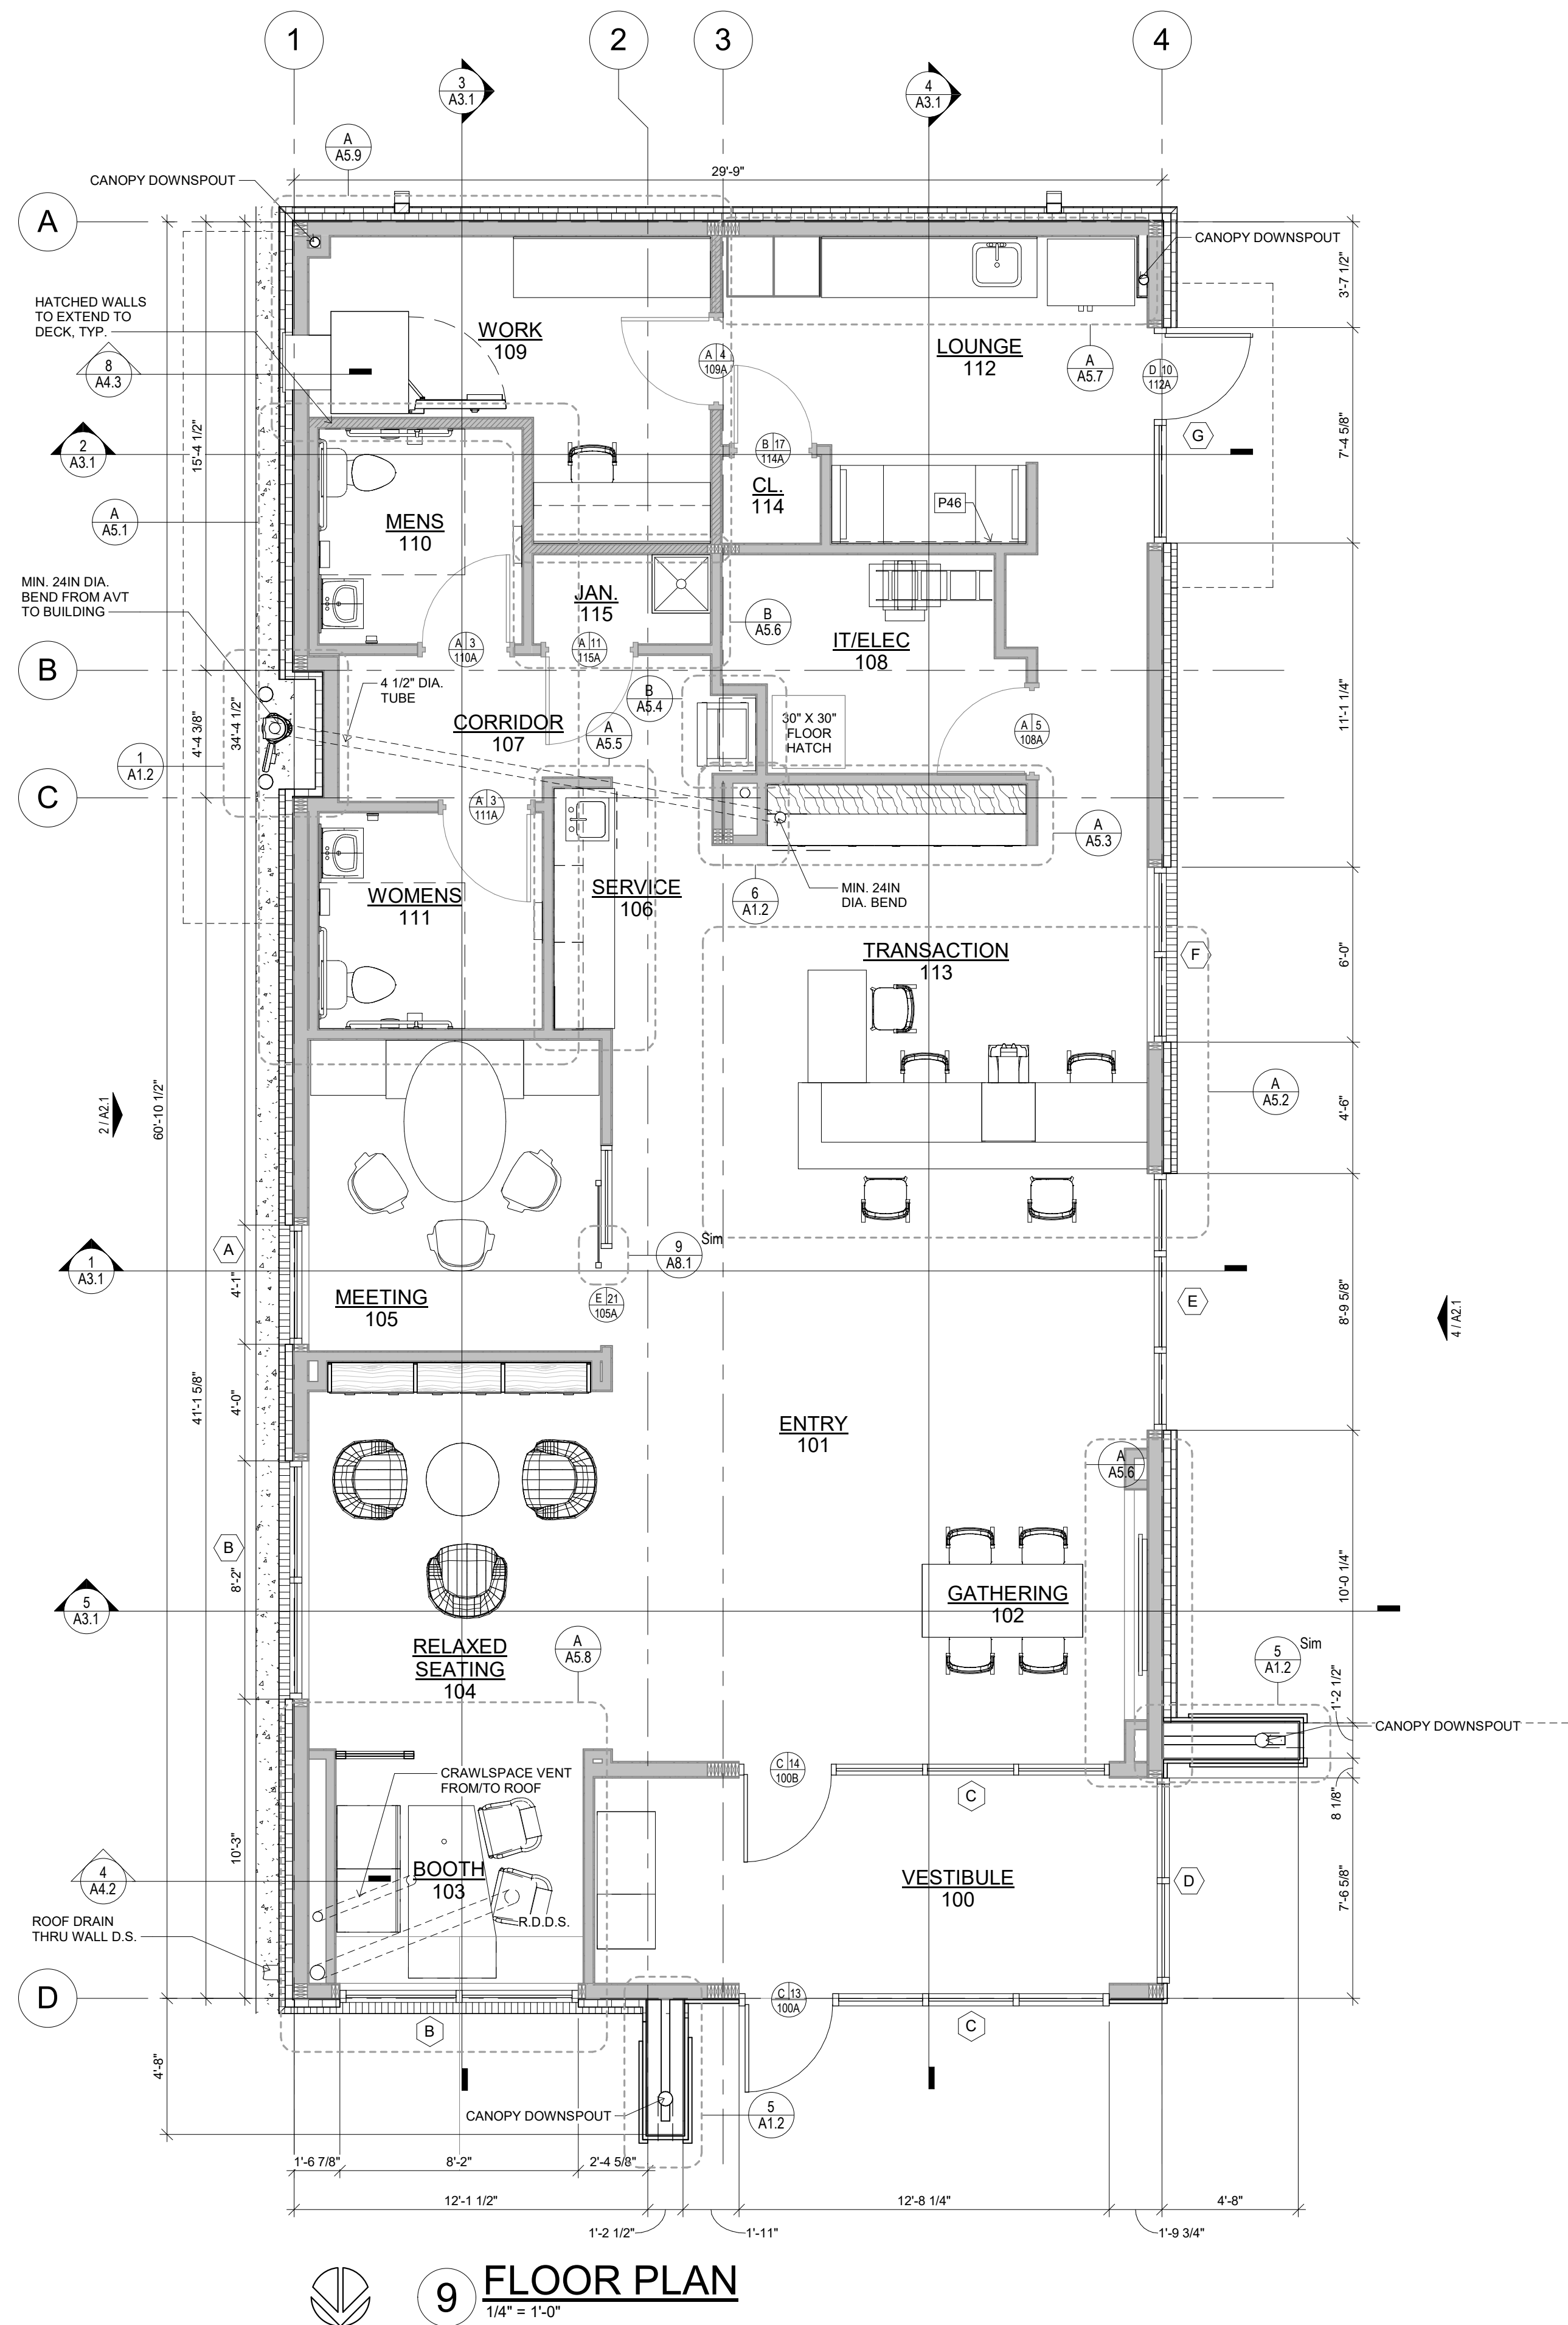 1
2
3
4
3
A3.1
4
A3.1
A
A5.9
CANOPY DOWNSPOUT
29'-9"
A
CANOPY DOWNSPOUT
3'-7 1/2"
HATCHED WALLS
TO EXTEND TO
DECK, TYP.
WORK
109
LOUNGE
112
A 4
109A
A
A5.7
D 10
112A
8
A4.3
2
A3.1
15'-4 1/2"
B 17
114A
G
7'-4 5/8"
CL.
114
P46
A
A5.1
MENS
110
MIN. 24IN DIA.
BEND FROM AVT
TO BUILDING
JAN.
115
B
A5.6
IT/ELEC
108
A 3
110A
A 11
115A
B
4 1/2" DIA.
TUBE
B
A5.4
CORRIDOR
107
A
A5.5
30" X 30"
FLOOR
HATCH
A 5
108A
11'-1 1/4"
4'-4 3/8"
34'-4 1/2"
1
A1.2
C
A 3
111A
A
A5.3
WOMENS
111
SERVICE
106
6
A1.2
MIN. 24IN
DIA. BEND
TRANSACTION
113
F
6'-0"
2 / A2.1
60'-10 1/2"
A
A5.2
4'-6"
A
4'-1"
1
A3.1
9
A8.1
Sim
E 21
105A
MEETING
105
E
8'-9 5/8"
4 / A2.1
41'-1 5/8"
4'-0"
ENTRY
101
A
A5.6
B
8'-2"
5
A3.1
GATHERING
102
10'-0 1/4"
RELAXED
SEATING
104
A
A5.8
5
A1.2
Sim
1'-2 1/2"
CANOPY DOWNSPOUT
C 14
100B
CRAWLSPACE VENT
FROM/TO ROOF
C
8 1/8"
10'-3"
4
A4.2
BOOTH
103
VESTIBULE
100
D
7'-6 5/8"
ROOF DRAIN
THRU WALL D.S.
R.D.D.S.
D
C 13
100A
B
C
4'-8"
CANOPY DOWNSPOUT
5
A1.2
1'-6 7/8"
8'-2"
2'-4 5/8"
12'-1 1/2"
12'-8 1/4"
4'-8"
1'-2 1/2"
1'-11"
1'-9 3/4"
9
FLOOR PLAN
1/4" = 1'-0"